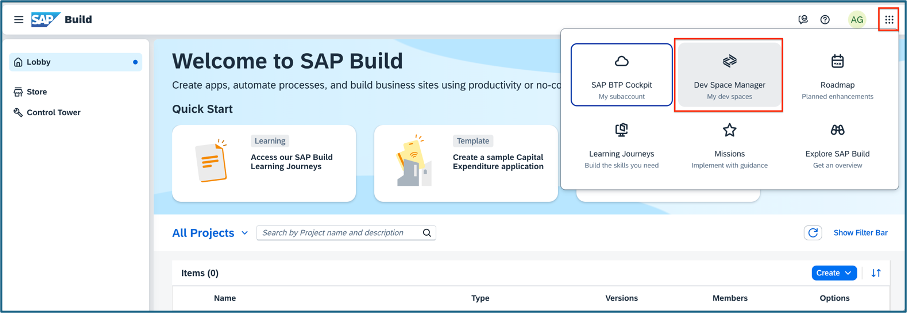 SAP Build
AG
Lobby
Store
Control Tower
Welcome to SAP Build
Create apps, automate processes, and build business sites using productivity or no-co
Quick Start
Learning
Access our SAP Build
Learning Journeys
Template
Create a sample Capital
Expenditure application
SAP BTP Cockpit
My subaccount
Dev Space Manager
My dev spaces
Roadmap
Planned enhancements
Learning Journeys
Build the skills you need
Missions
Implement with guidance
Explore SAP Build
Get an overview
All Projects
Search by Project name and description
Show Filter Bar
Items (0)
Create
Name Type Versions Members Options